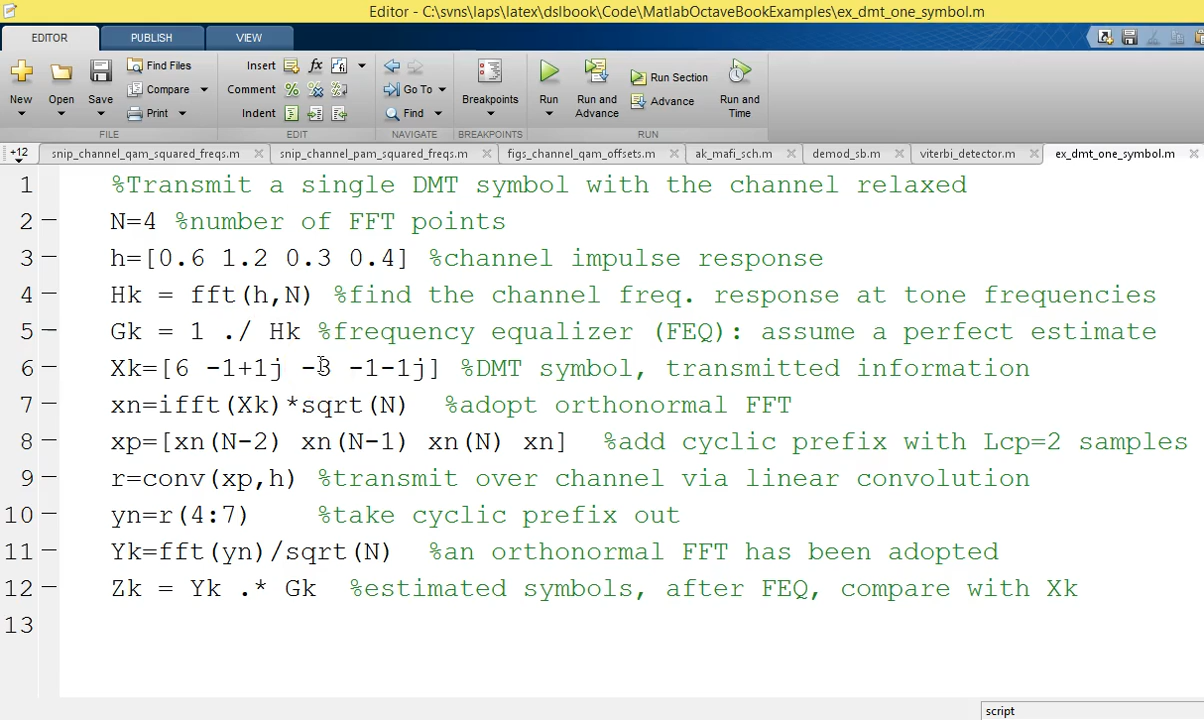 Editor - C:\svns\laps\latex\dslbook\Code\MatlabOctaveBookExamples\ex_dmt_one_symbol.m
EDITOR PUBLISH VIEW
New Open Save Find Files Compare Print
Insert fx Comment Indent
Go To Find
Breakpoints Run Run and Advance Run Section Advance Run and Time
FILE EDIT NAVIGATE BREAKPOINTS RUN
+12 snip_channel_qam_squared_freqs.m snip_channel_pam_squared_freqs.m figs_channel_qam_offsets.m ak_mafi_sch.m demod_sb.m viterbi_detector.m ex_dmt_one_symbol.m
1 %Transmit a single DMT symbol with the channel relaxed
2 N=4 %number of FFT points
3 h=[0.6 1.2 0.3 0.4] %channel impulse response
4 Hk = fft(h,N) %find the channel freq. response at tone frequencies
5 Gk = 1 ./ Hk %frequency equalizer (FEQ): assume a perfect estimate
6 Xk=[6 -1+1j -3 -1-1j] %DMT symbol, transmitted information
7 xn=ifft(Xk)*sqrt(N) %adopt orthonormal FFT
8 xp=[xn(N-2) xn(N-1) xn(N) xn] %add cyclic prefix with Lcp=2 samples
9 r=conv(xp,h) %transmit over channel via linear convolution
10 yn=r(4:7) %take cyclic prefix out
11 Yk=fft(yn)/sqrt(N) %an orthonormal FFT has been adopted
12 Zk = Yk .* Gk %estimated symbols, after FEQ, compare with Xk
13
script